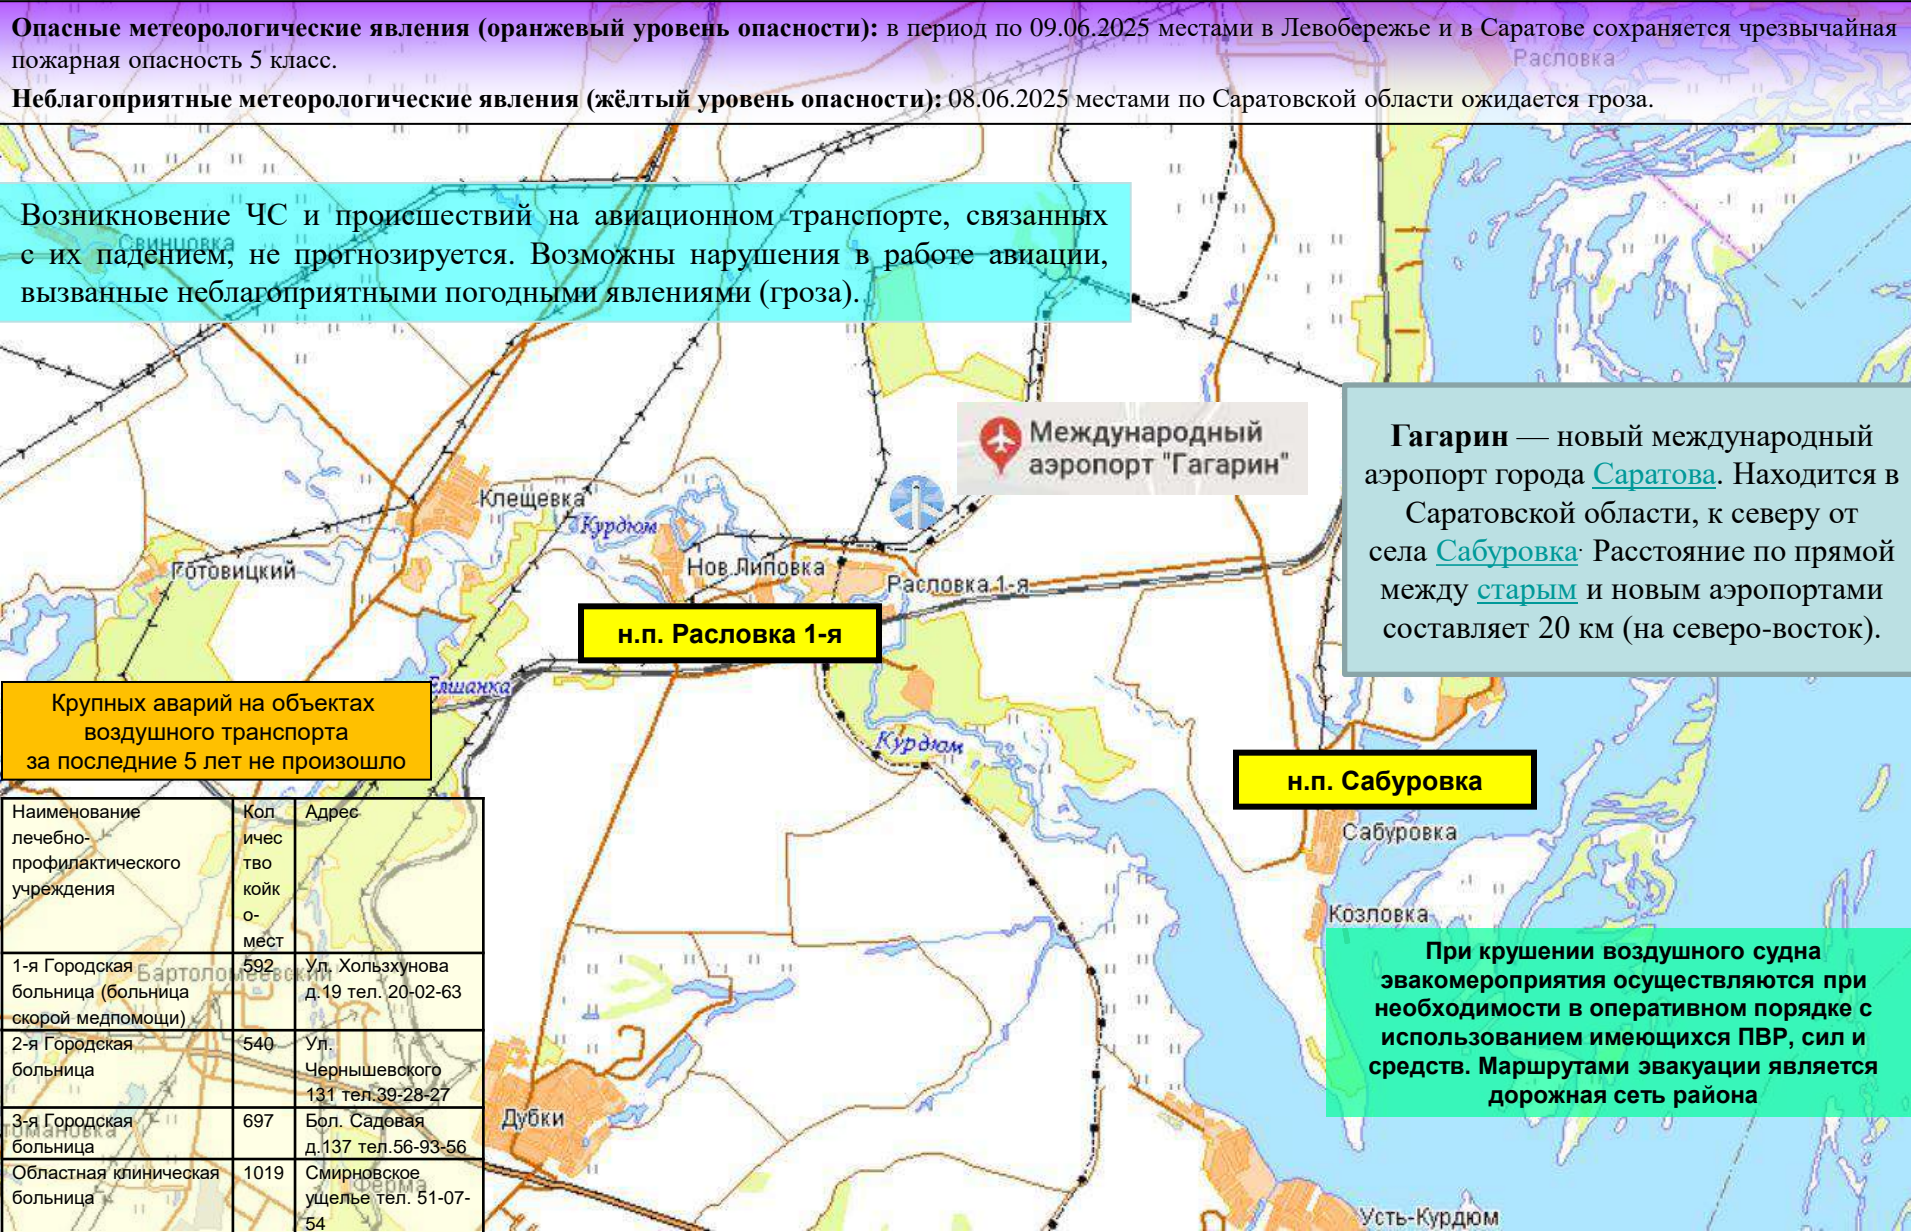 Опасные метеорологические явления (оранжевый уровень опасности): в период по 09.06.2025 местами в Левобережье и в Саратове сохраняется чрезвычайная
пожарная опасность 5 класс.
Расловка
Неблагоприятные метеорологические явления (жёлтый уровень опасности): 08.06.2025 местами по Саратовской области ожидается гроза.
Возникновение ЧС и происшествий на авиационном транспорте, связанных
с их падением, не прогнозируется. Возможны нарушения в работе авиации,
вызванные неблагоприятными погодными явлениями (гроза).
Свинцовка
Международный
аэропорт "Гагарин"
Гагарин — новый международный
аэропорт города Саратова. Находится в
Саратовской области, к северу от
села Сабуровка. Расстояние по прямой
между старым и новым аэропортами
составляет 20 км (на северо-восток).
Клещевка
Курдюм
Готовицкий
Нов.Липовка
Расловка 1-я
н.п. Расловка 1-я
Елшанка
Крупных аварий на объектах
воздушного транспорта
за последние 5 лет не произошло
Курдюм
н.п. Сабуровка
Сабуровка
Козловка
Наименование
лечебно-
профилактического
учреждения
Кол
ичес
тво
койк
о-
мест
Адрес
1-я Городская
больница (больница
скорой медпомощи)
592
Ул. Хользунова
д.19 тел. 20-02-63
Бартоломеевский
2-я Городская
больница
540
Ул.
Чернышевского
131 тел.39-28-27
3-я Городская
больница
697
Бол. Садовая
д.137 тел.56-93-56
Областная клиническая
больница
1019
Смирновское
ущелье тел. 51-07-
54
Ферма
Дубки
При крушении воздушного судна
эвакомероприятия осуществляются при
необходимости в оперативном порядке с
использованием имеющихся ПВР, сил и
средств. Маршрутами эвакуации является
дорожная сеть района
Усть-Курдюм